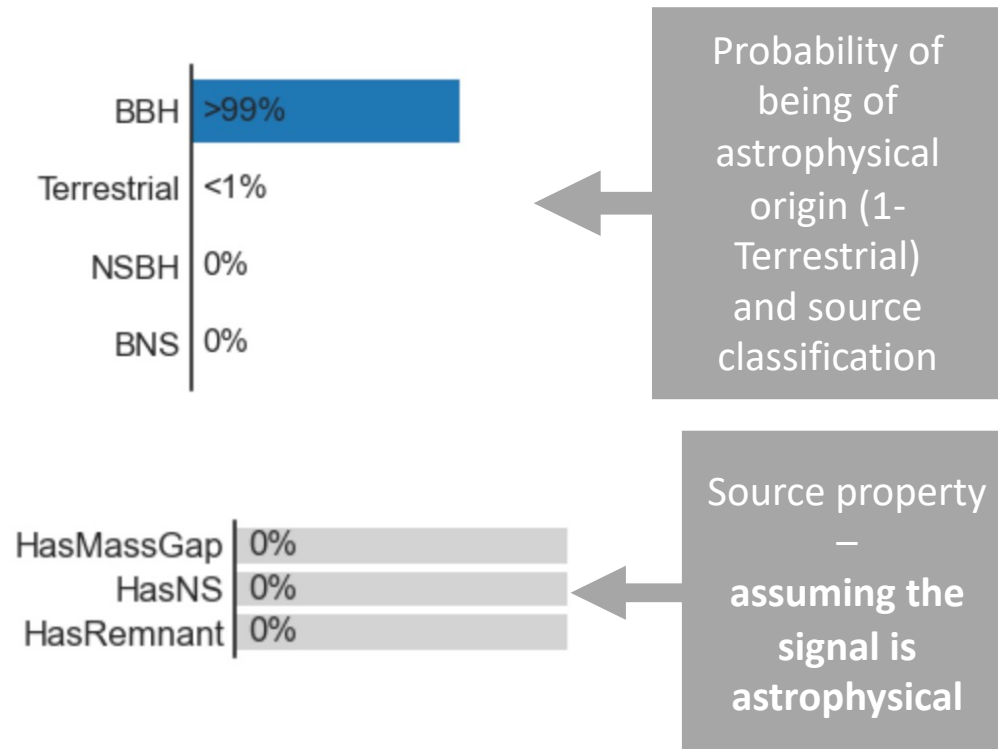 BBH >99%
Terrestrial <1%
NSBH 0%
BNS 0%
Probability of
being of
astrophysical
origin (1-
Terrestrial)
and source
classification
HasMassGap 0%
HasNS 0%
HasRemnant 0%
Source property
–
assuming the
signal is
astrophysical